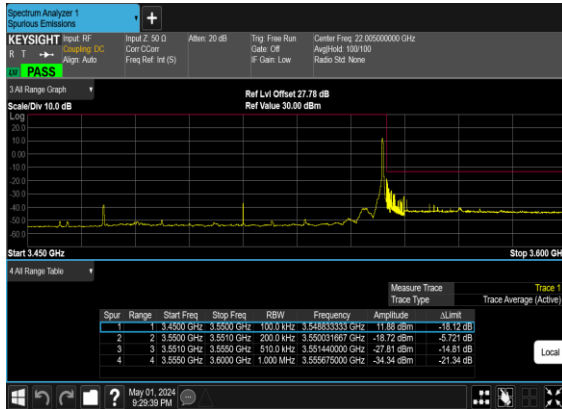 Spectrum Analyzer 1
Spurious Emissions
KEYSIGHT Input: RF Input Z: 50 Ω Atten: 20 dB Trig: Free Run Center Freq: 22.005000000 GHz
R T Coupling: DC Corr CCorr Gate: Off Avg|Hold: 100/100
Align: Auto Freq Ref: Int (S) IF Gain: Low Radio Std: None
LW PASS
3 All Range Graph
Ref Lvl Offset 27.78 dB
Scale/Div 10.0 dB Ref Value 30.00 dBm
Log
20.0
10.0
0.00
-10.0
-20.0
-30.0
-40.0
-50.0
-60.0
Start 3.450 GHz Stop 3.600 GH
4 All Range Table
Measure Trace Trace 1
Trace Type Trace Average (Active)
Spur Range Start Freq Stop Freq RBW Frequency Amplitude ΔLimit
1 1 3.4500 GHz 3.5500 GHz 100.0 kHz 3.548833333 GHz 11.88 dBm -18.12 dB
2 2 3.5500 GHz 3.5510 GHz 200.0 kHz 3.550031667 GHz -18.72 dBm -5.721 dB
3 3 3.5510 GHz 3.5550 GHz 510.0 kHz 3.551440000 GHz -27.81 dBm -14.81 dB
4 4 3.5550 GHz 3.6000 GHz 1.000 MHz 3.555675000 GHz -34.34 dBm -21.34 dB
Local
May 01, 2024
9:29:39 PM